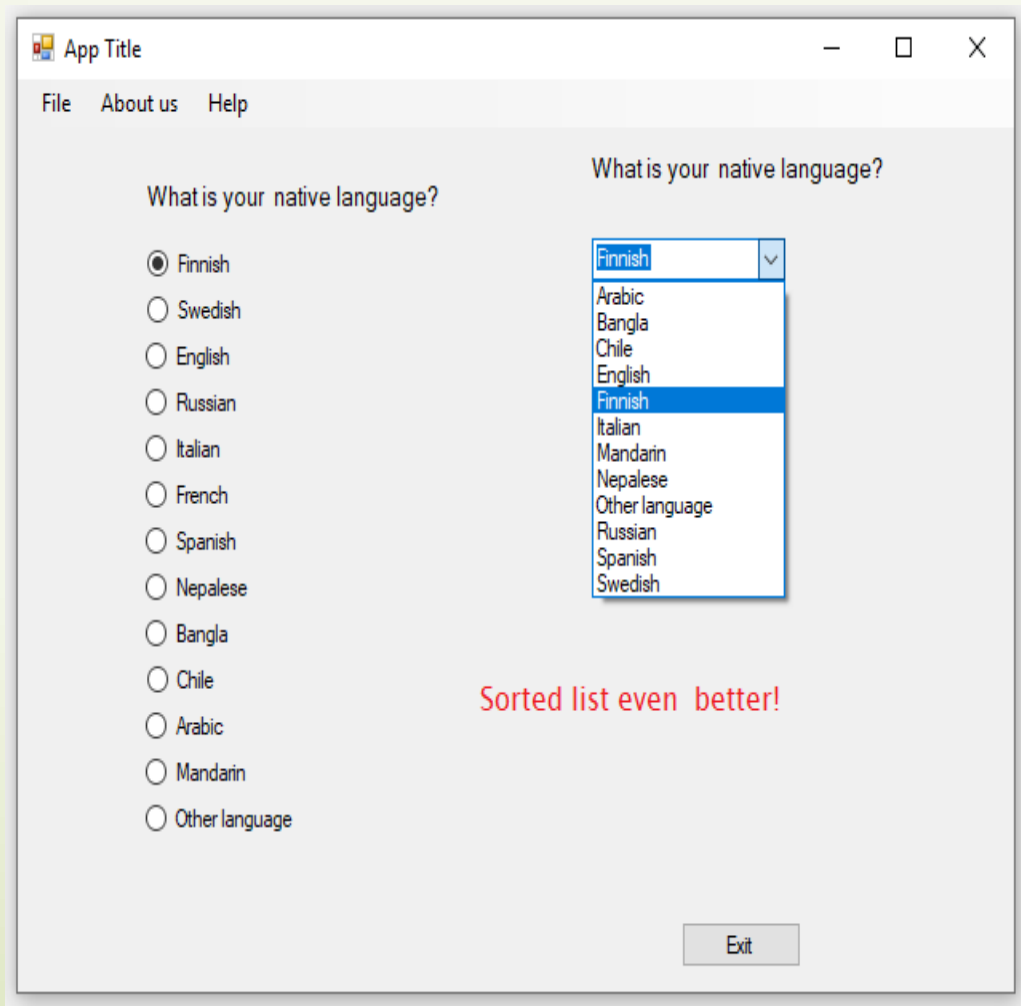 App Title
File About us Help
What is your native language?
Finnish
Swedish
English
Russian
Italian
French
Spanish
Nepalese
Bangla
Chile
Arabic
Mandarin
Other language
What is your native language?
Finnish
Arabic
Bangla
Chile
English
Finnish
Italian
Mandarin
Nepalese
Other language
Russian
Spanish
Swedish
Sorted list even better!
Exit